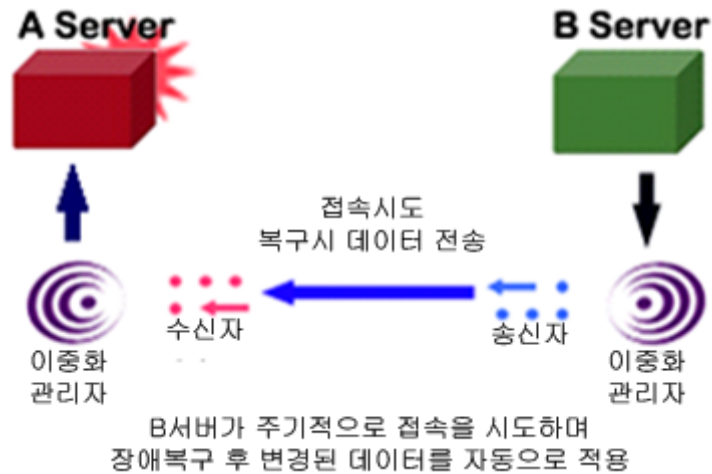 A Server
B Server
접속시도
복구시 데이터 전송
수신자
송신자
이중화
관리자
이중화
관리자
B서버가 주기적으로 접속을 시도하며
장애복구 후 변경된 데이터를 자동으로 적용